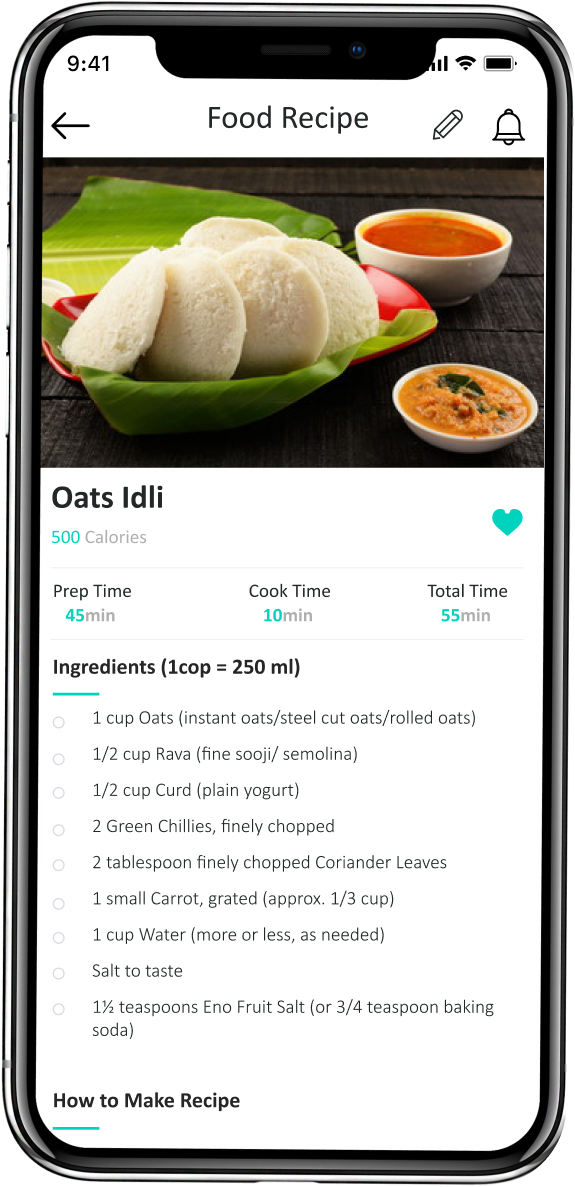 9:41
Food Recipe
Oats Idli
500 Calories
Prep Time Cook Time Total Time
45min 10min 55min
Ingredients (1cop = 250 ml)
1 cup Oats (instant oats/steel cut oats/rolled oats)
1/2 cup Rava (fine sooji/ semolina)
1/2 cup Curd (plain yogurt)
2 Green Chillies, finely chopped
2 tablespoon finely chopped Coriander Leaves
1 small Carrot, grated (approx. 1/3 cup)
1 cup Water (more or less, as needed)
Salt to taste
1½ teaspoons Eno Fruit Salt (or 3/4 teaspoon baking
soda)
How to Make Recipe